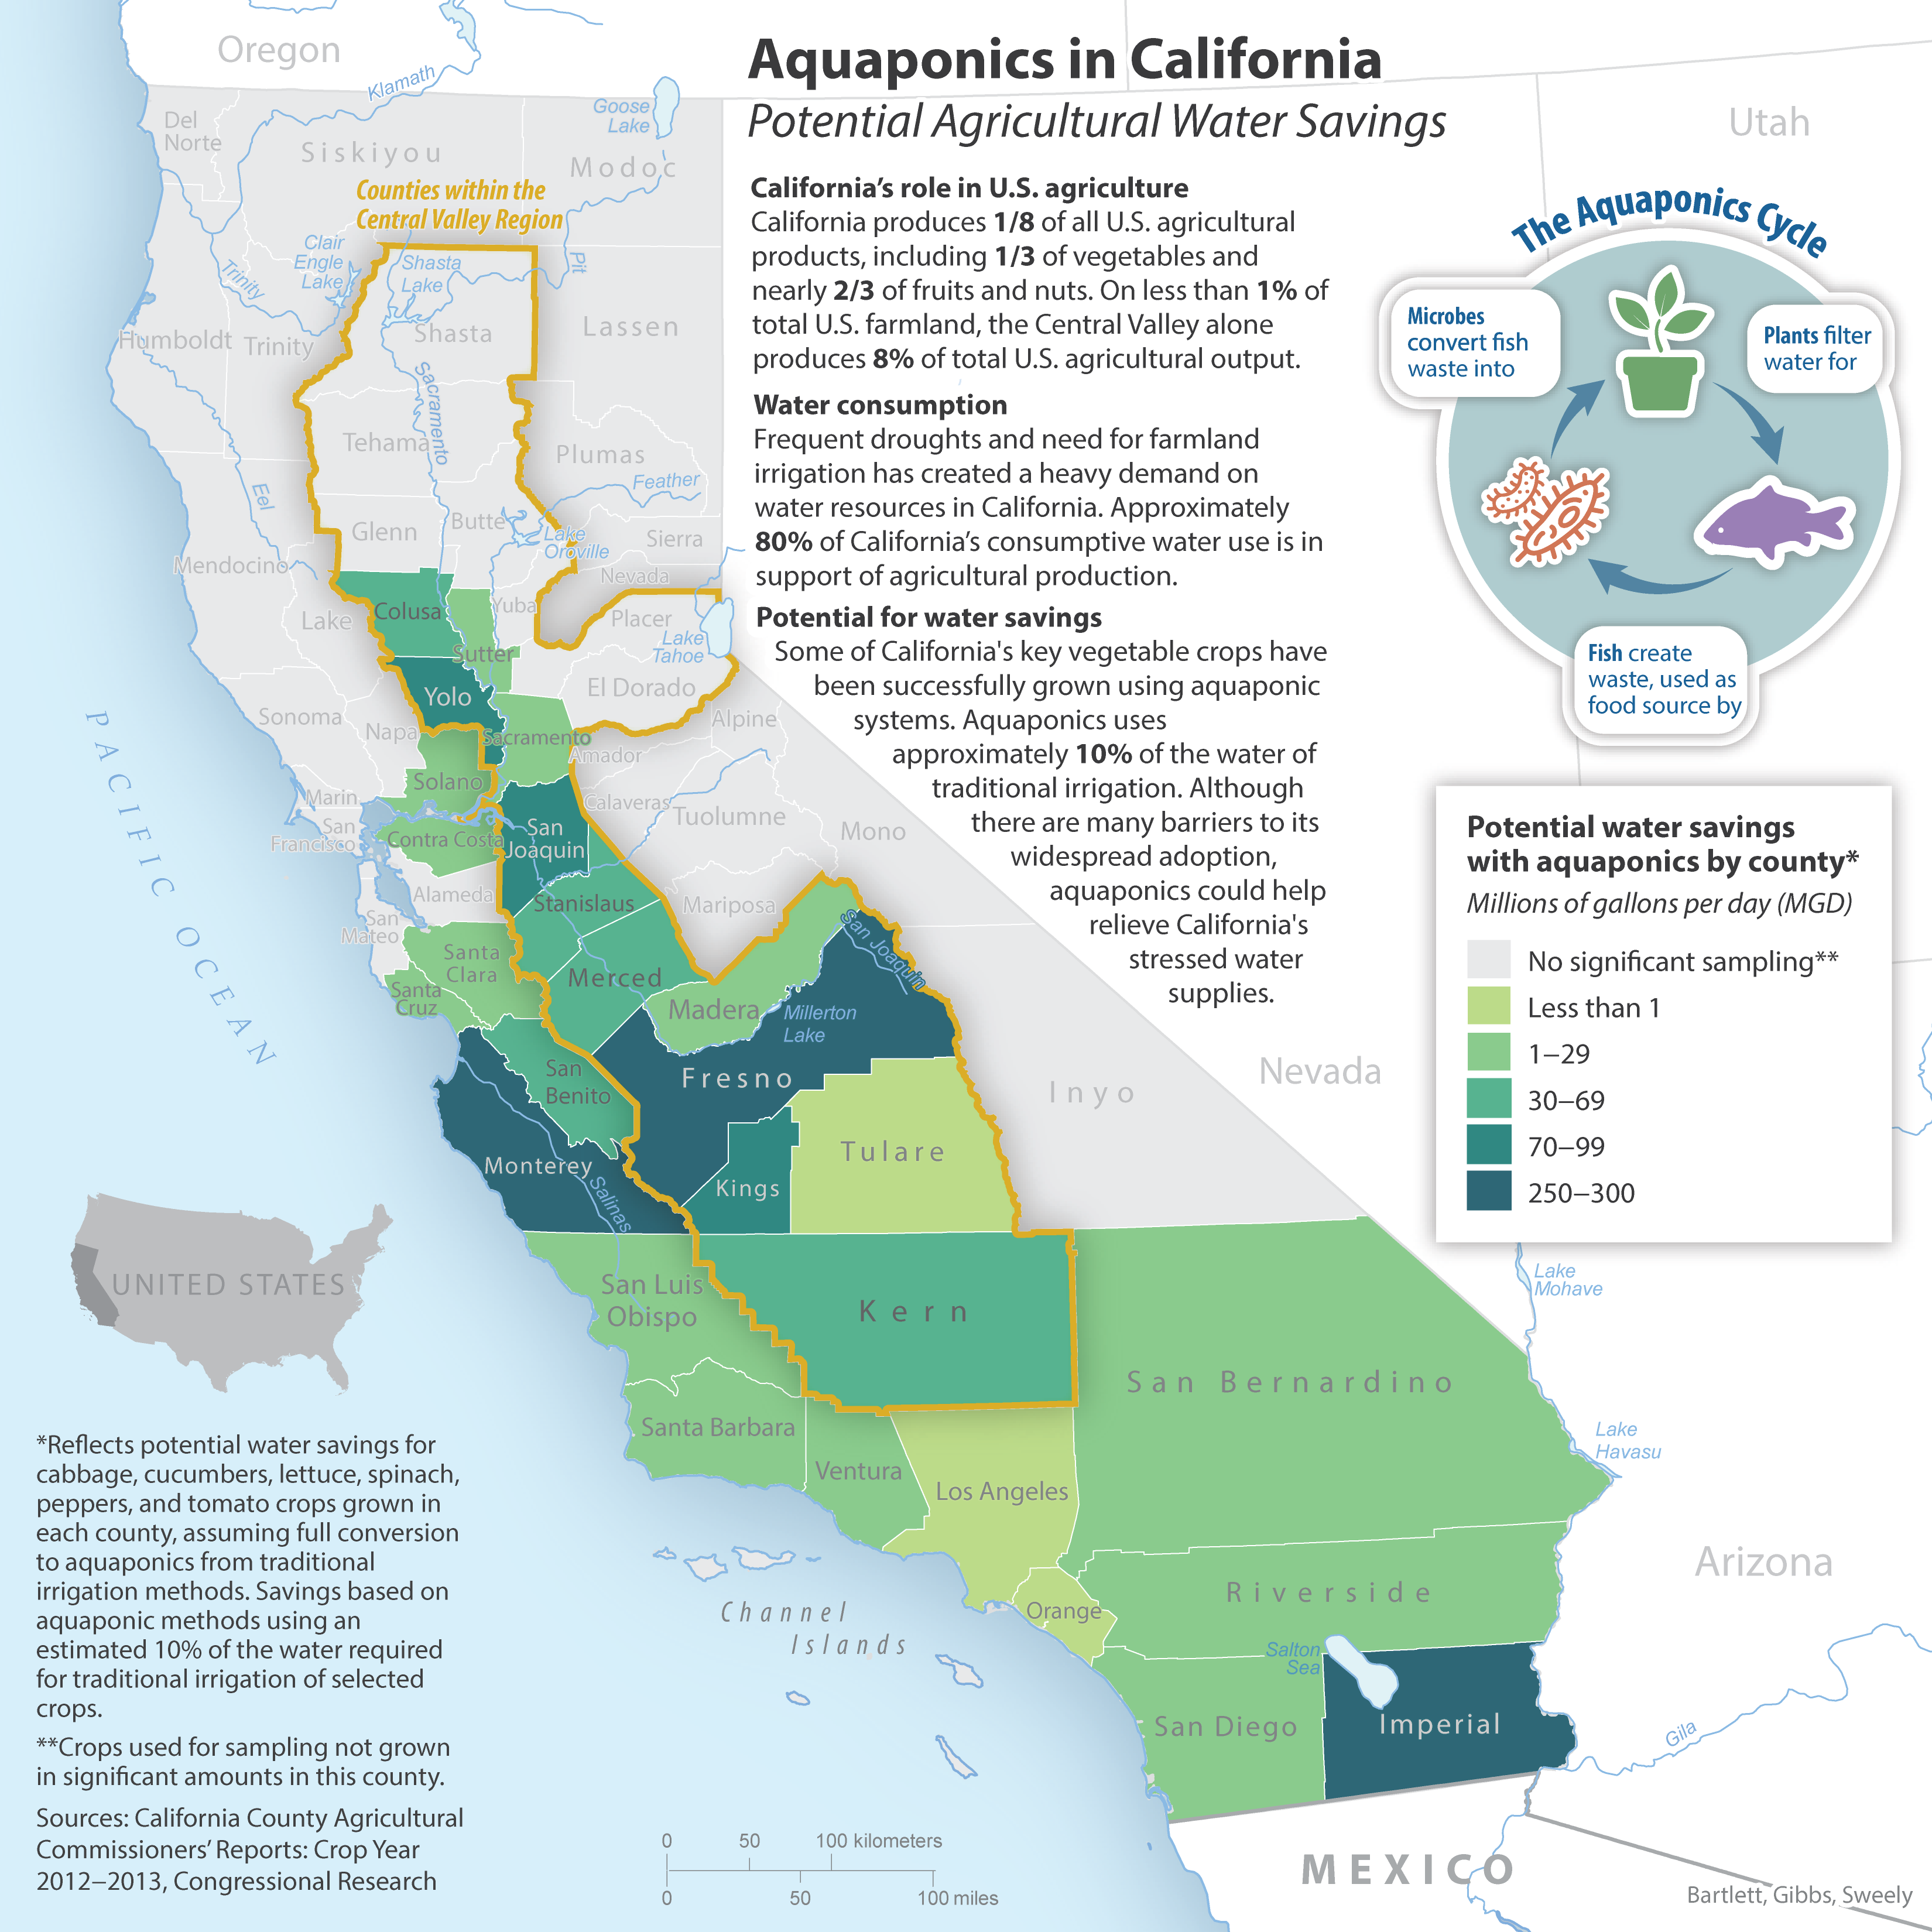 Aquaponics in California
Potential Agricultural Water Savings
California's role in U.S. agriculture
California produces 1/8 of all U.S. agricultural
products, including 1/3 of vegetables and
nearly 2/3 of fruits and nuts. On less than 1% of
total U.S. farmland, the Central Valley alone
produces 8% of total U.S. agricultural output.
Water consumption
Frequent droughts and need for farmland
irrigation has created a heavy demand on
water resources in California. Approximately
80% of California's consumptive water use is in
support of agricultural production.
Potential for water savings
Some of California's key vegetable crops have
been successfully grown using aquaponic
systems. Aquaponics uses
approximately 10% of the water of
traditional irrigation. Although
there are many barriers to its
widespread adoption,
aquaponics could help
relieve California's
stressed water
supplies.
The Aquaponics Cycle
Microbes
convert fish
waste into
Plants filter
water for
Fish create
waste, used as
food source by
Potential water savings
with aquaponics by county*
Millions of gallons per day (MGD)
No significant sampling**
Less than 1
1–29
30–69
70–99
250–300
Oregon
Utah
Nevada
Arizona
MEXICO
PACIFIC OCEAN
Klamath
Goose
Lake
Del
Norte
Siskiyou
Modoc
Counties within the
Central Valley Region
Clair
Engle
Lake
Shasta
Lake
Pit
Trinity
Humboldt
Trinity
Shasta
Lassen
Sacramento
Tehama
Plumas
Feather
Eel
Glenn
Butte
Lake
Oroville
Sierra
Mendocino
Nevada
Colusa
Yuba
Placer
Lake
Lake
Tahoe
Sutter
El Dorado
Yolo
Sonoma
Napa
Alpine
Sacramento
Amador
Solano
Marin
Calaveras
Tuolumne
Mono
San
Francisco
Contra Costa
San
Joaquin
Alameda
Stanislaus
Mariposa
San
Mateo
San Joaquin
Santa
Clara
Merced
Santa
Cruz
Madera
Millerton
Lake
San
Benito
Fresno
Inyo
Monterey
Salinas
Tulare
Kings
San Luis
Obispo
Kern
San Bernardino
Lake
Mohave
Santa Barbara
Ventura
Los Angeles
Lake
Havasu
Riverside
Orange
Channel
Islands
Salton
Sea
San Diego
Imperial
Gila
UNITED STATES
*Reflects potential water savings for
cabbage, cucumbers, lettuce, spinach,
peppers, and tomato crops grown in
each county, assuming full conversion
to aquaponics from traditional
irrigation methods. Savings based on
aquaponic methods using an
estimated 10% of the water required
for traditional irrigation of selected
crops.
**Crops used for sampling not grown
in significant amounts in this county.
Sources: California County Agricultural
Commissioners' Reports: Crop Year
2012–2013, Congressional Research
0 50 100 kilometers
0 50 100 miles
Bartlett, Gibbs, Sweely